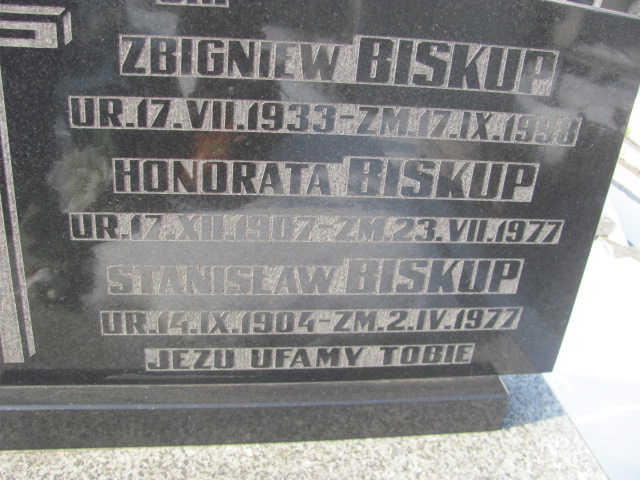 ZBIGNIEW BISKUP
UR.17.VII.1933-ZM.17.IX.1998
HONORATA BISKUP
UR.17.XII.1907-ZM.23.VII.1977
STANISŁAW BISKUP
UR.14.IX.1904-ZM.2.IV.1977
JEZU UFAMY TOBIE